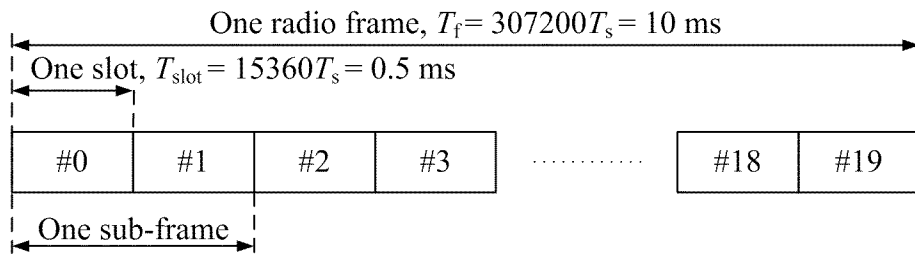 One radio frame, T_f = 307200T_s = 10 ms
One slot, T_slot = 15360T_s = 0.5 ms
#0 #1 #2 #3 ............ #18 #19
One sub-frame